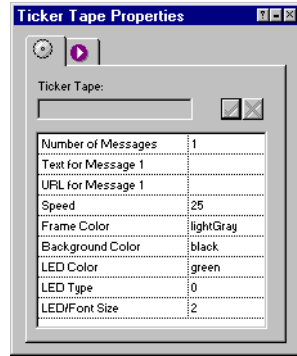 Ticker Tape Properties
Ticker Tape:
Number of Messages 1
Text for Message 1
URL for Message 1
Speed 25
Frame Color lightGray
Background Color black
LED Color green
LED Type 0
LED/Font Size 2